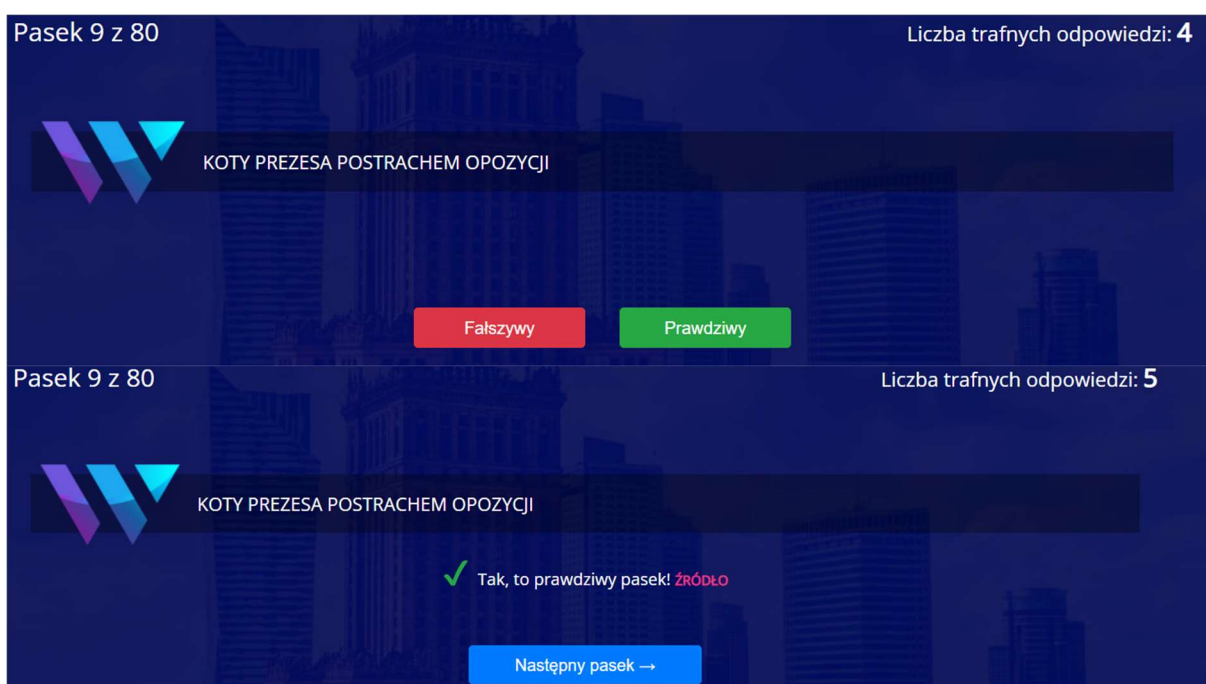 Pasek 9 z 80
Liczba trafnych odpowiedzi: 4
KOTY PREZESA POSTRACHEM OPOZYCJI
Fałszywy
Prawdziwy
Pasek 9 z 80
Liczba trafnych odpowiedzi: 5
KOTY PREZESA POSTRACHEM OPOZYCJI
✓ Tak, to prawdziwy pasek! ŹRÓDŁO
Następny pasek →